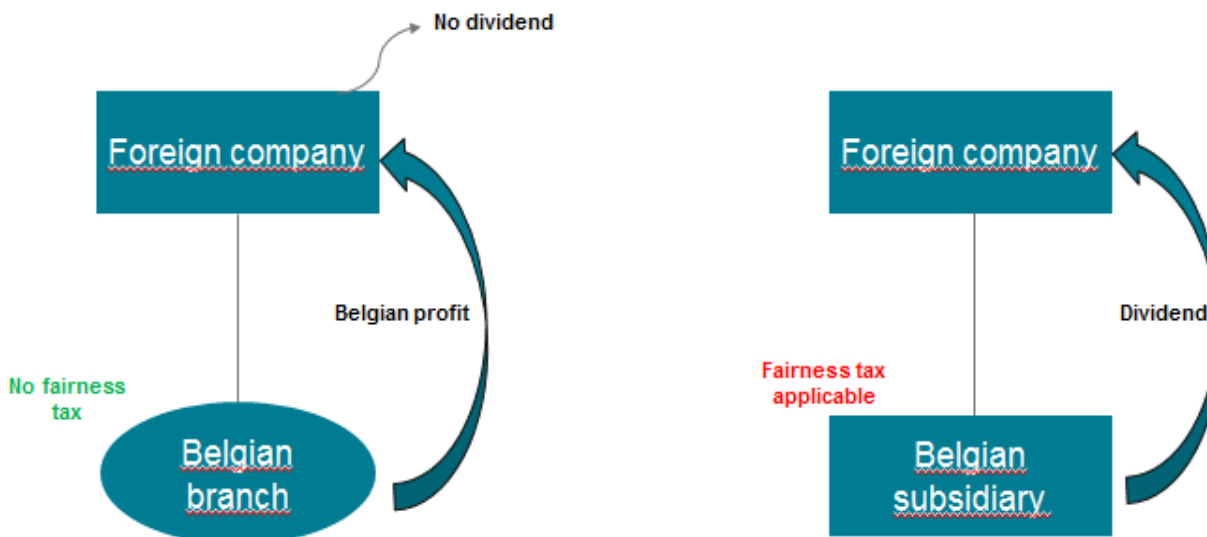 No dividend
Foreign company
Foreign company
Belgian profit
Dividend
No fairness
tax
Fairness tax
applicable
Belgian
branch
Belgian
subsidiary